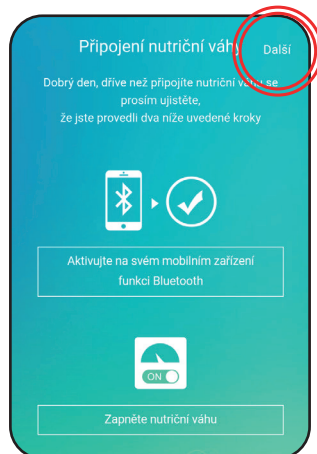 Připojení nutriční váhy
Další
Dobrý den, dříve než připojíte nutriční váhu se
prosím ujistěte,
že jste provedli dva níže uvedené kroky
Aktivujte na svém mobilním zařízení
funkci Bluetooth
ON
Zapněte nutriční váhu